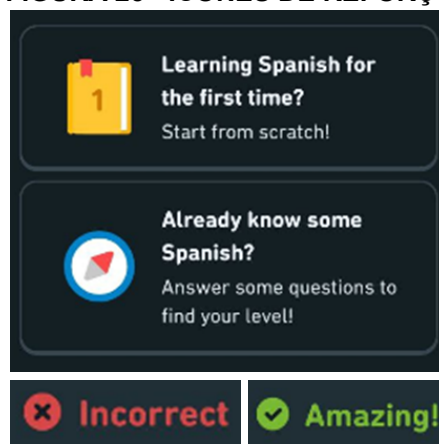 1
Learning Spanish for
the first time?
Start from scratch!
Already know some
Spanish?
Answer some questions to
find your level!
Incorrect
Amazing!